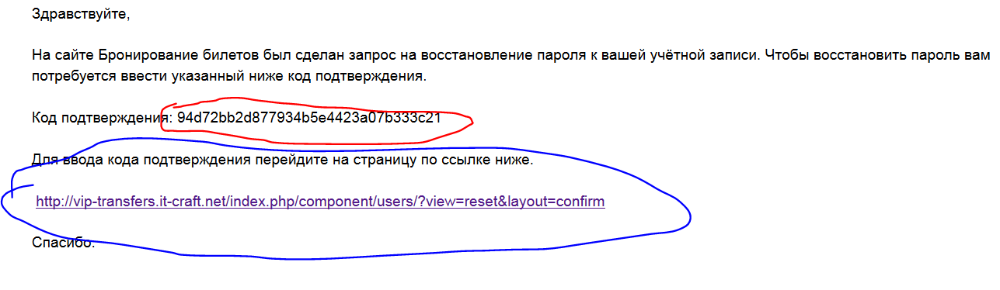 Здравствуйте,
На сайте Бронирование билетов был сделан запрос на восстановление пароля к вашей учётной записи. Чтобы восстановить пароль вам
потребуется ввести указанный ниже код подтверждения.
Код подтверждения: 94d72bb2d877934b5e4423a07b333c21
Для ввода кода подтверждения перейдите на страницу по ссылке ниже.
http://vip-transfers.it-craft.net/index.php/component/users/?view=reset&layout=confirm
Спасибо.